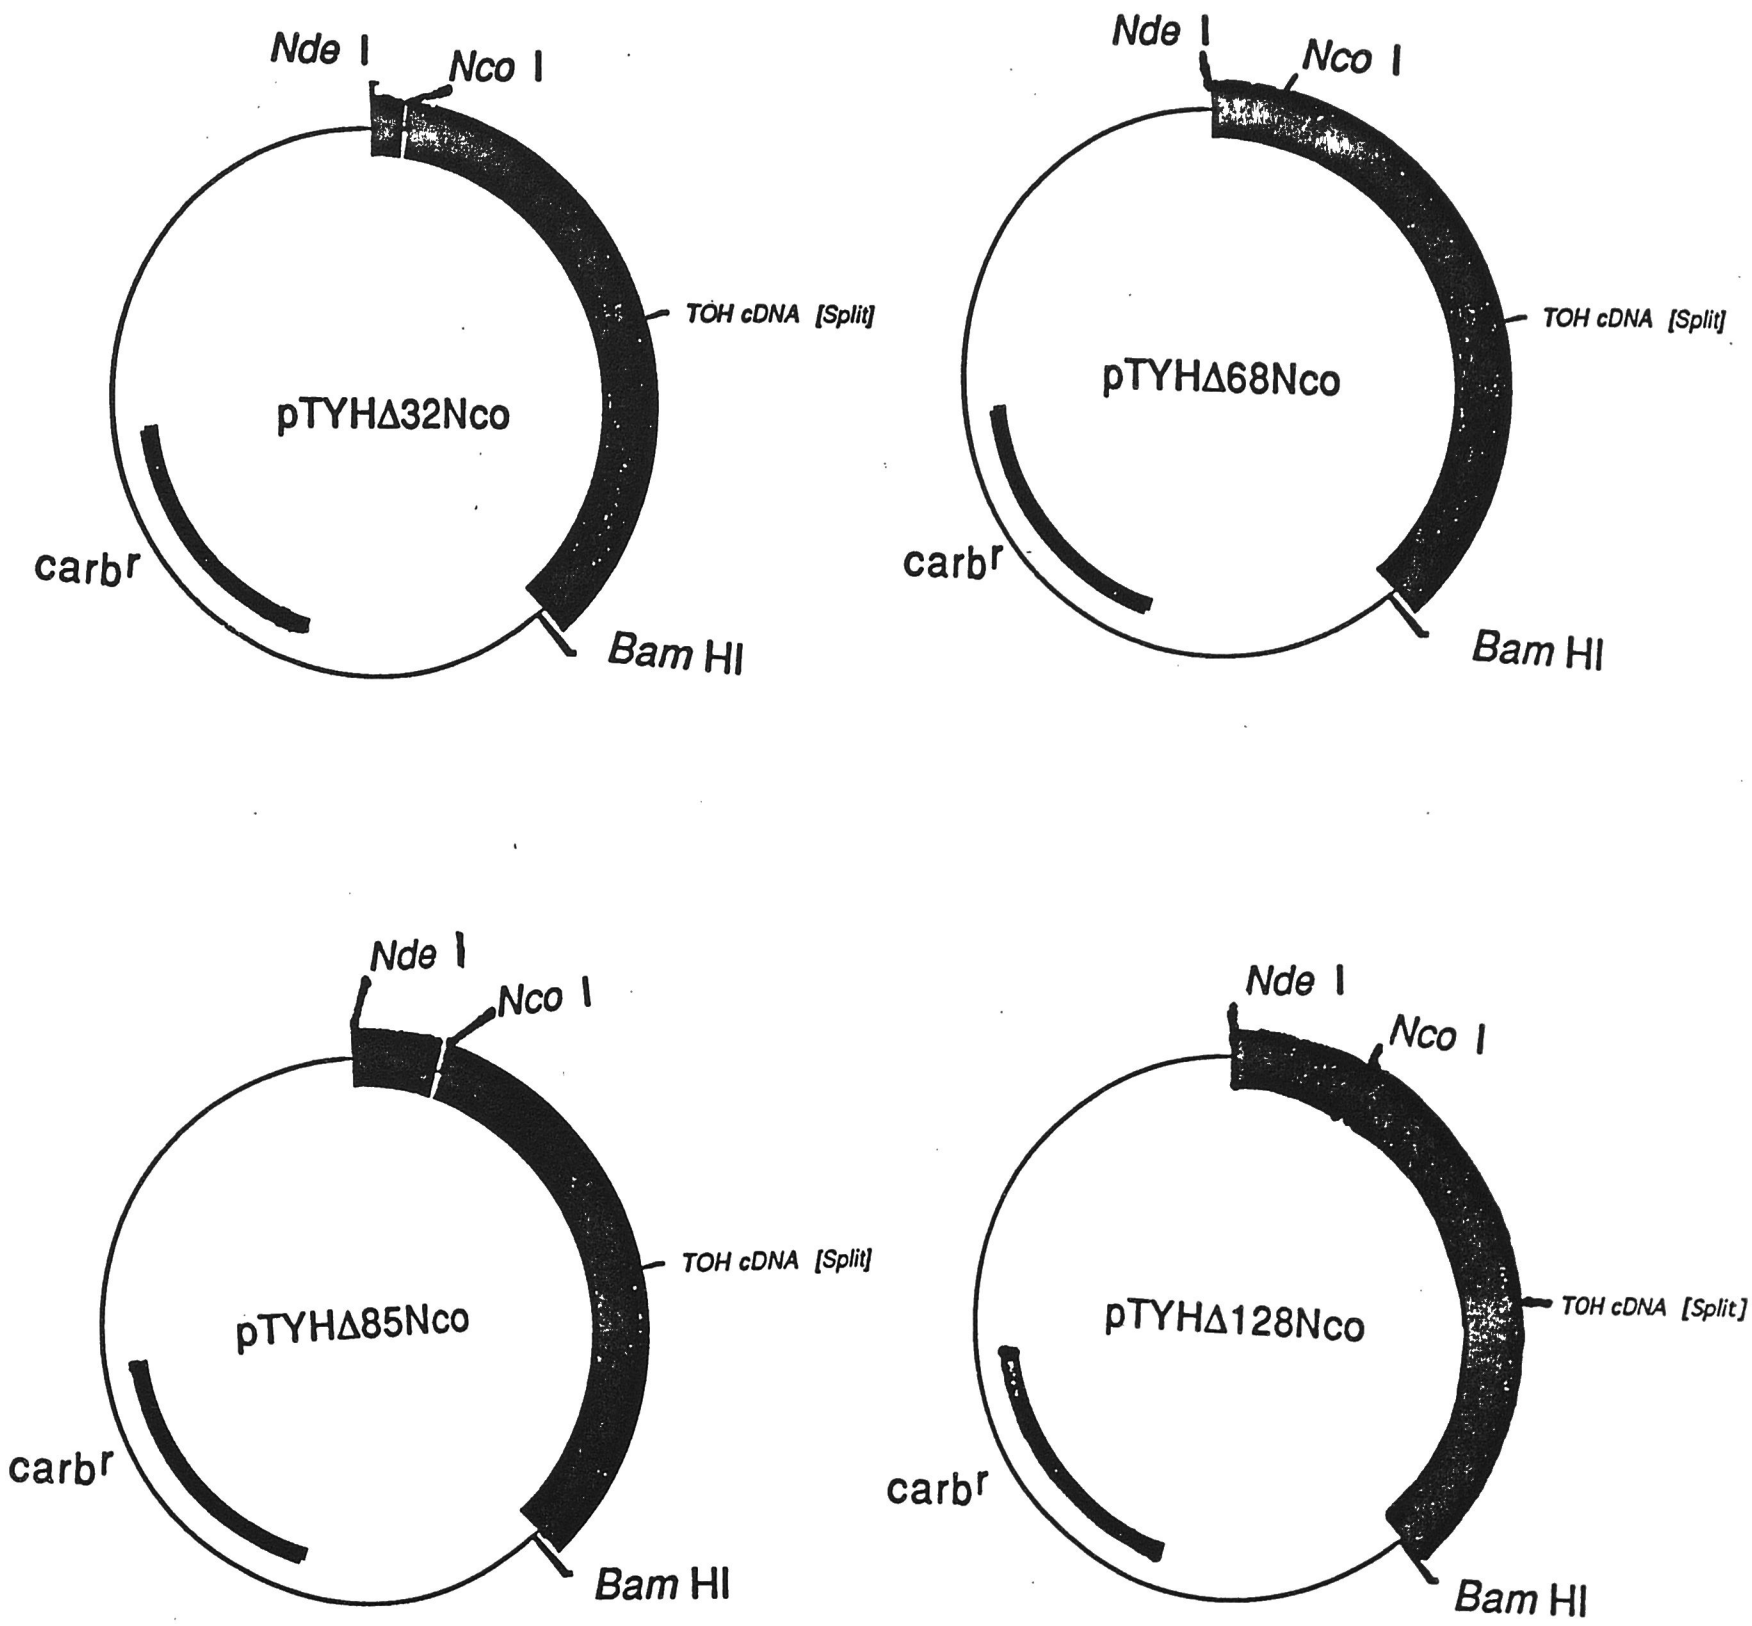 Nde I
Nco I
TOH cDNA [Split]
pTYHΔ32Nco
carbr
Bam HI
Nde I
Nco I
TOH cDNA [Split]
pTYHΔ68Nco
carbr
Bam HI
Nde I
Nco I
TOH cDNA [Split]
pTYHΔ85Nco
carbr
Bam HI
Nde I
Nco I
TOH cDNA [Split]
pTYHΔ128Nco
carbr
Bam HI